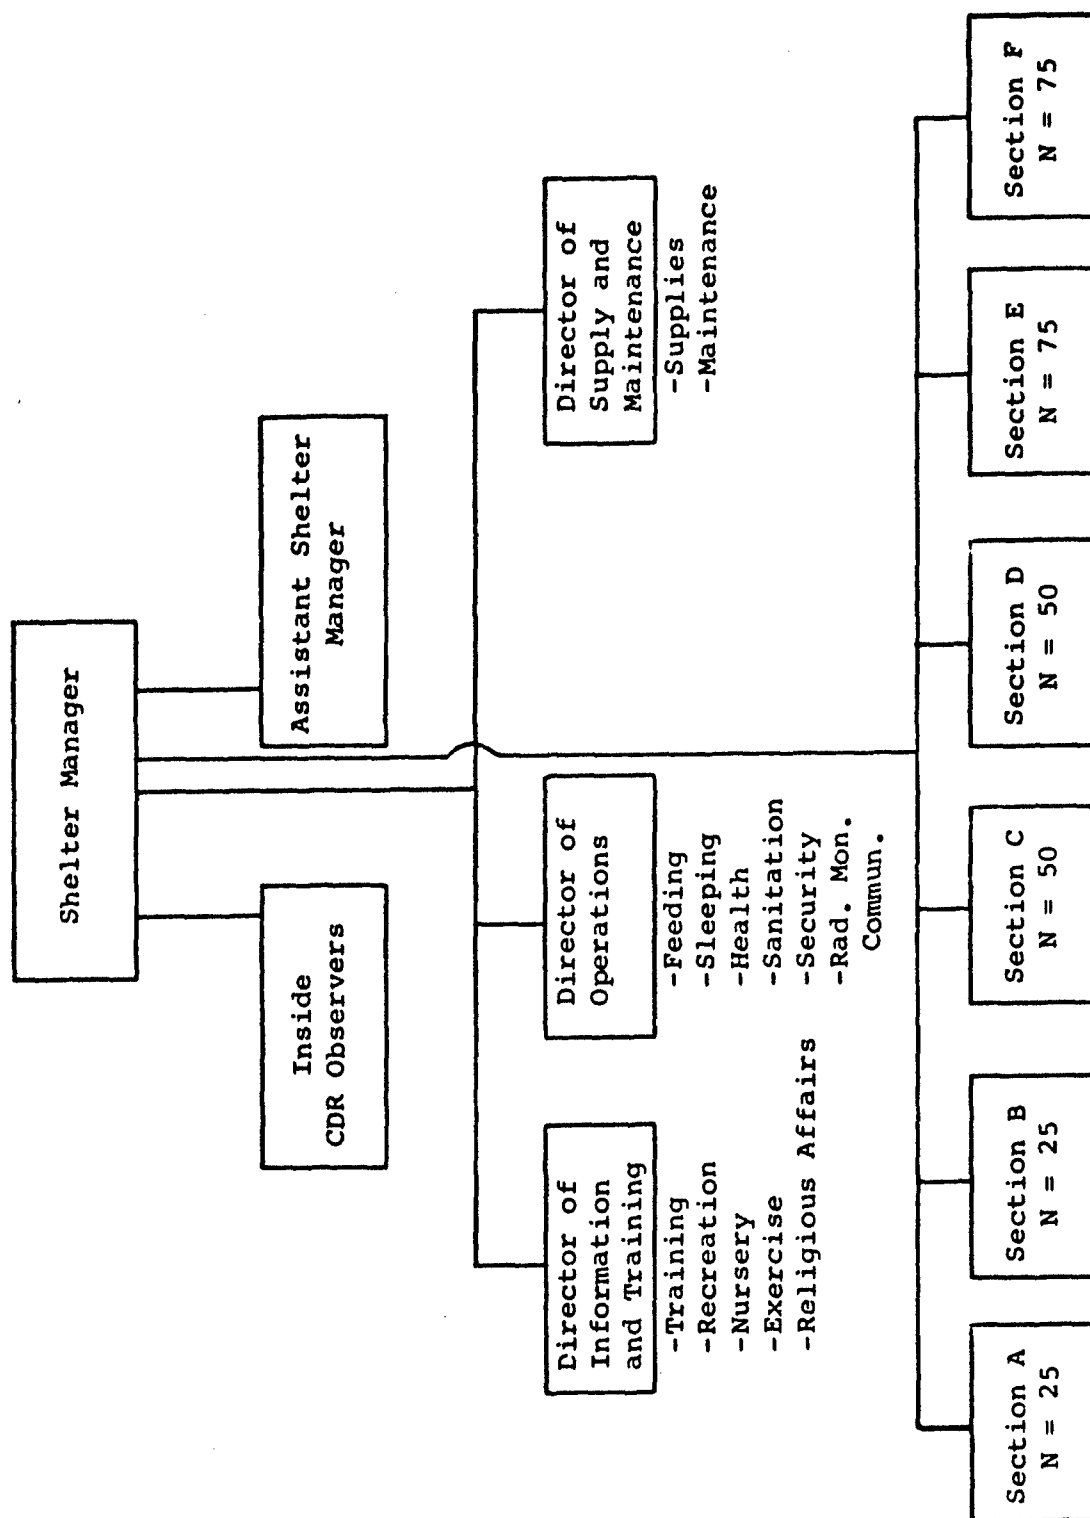 Shelter Manager
Inside
CDR Observers
Assistant Shelter
Manager
Director of
Information
and Training
-Training
-Recreation
-Nursery
-Exercise
-Religious Affairs
Director of
Operations
-Feeding
-Sleeping
-Health
-Sanitation
-Security
-Rad. Mon.
Commun.
Director of
Supply and
Maintenance
-Supplies
-Maintenance
Section A
N = 25
Section B
N = 25
Section C
N = 50
Section D
N = 50
Section E
N = 75
Section F
N = 75